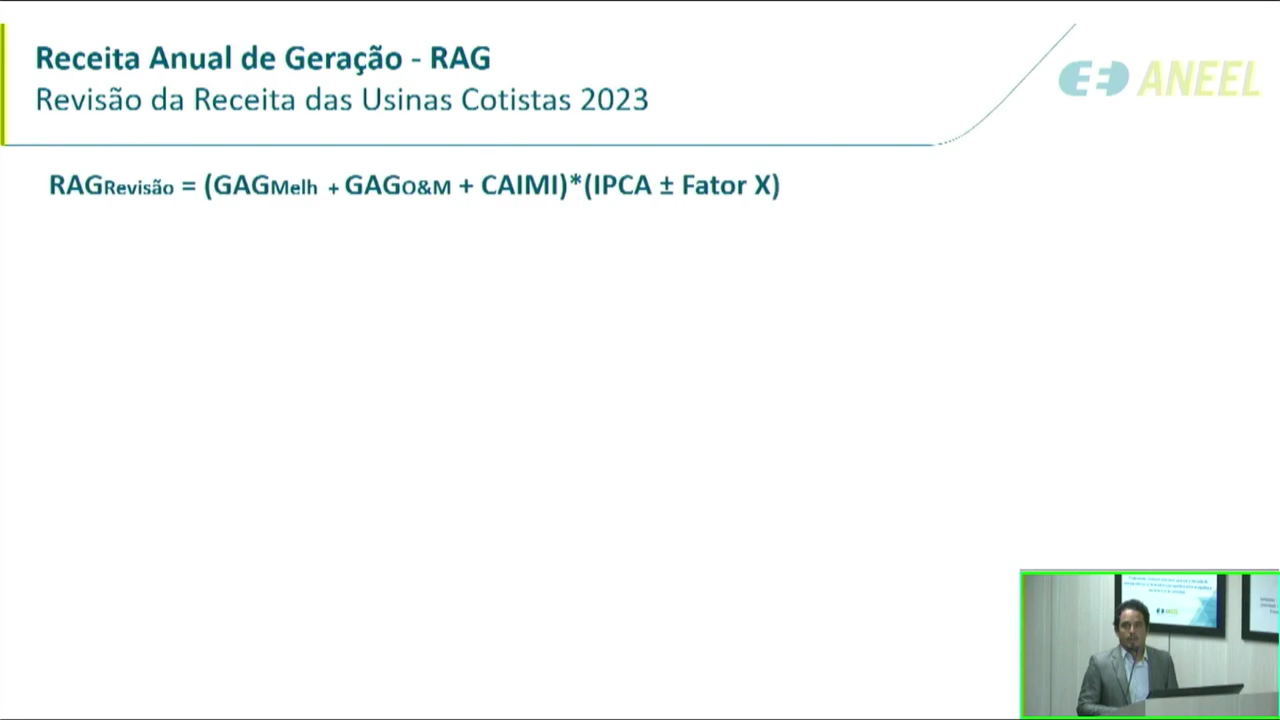 Receita Anual de Geração - RAG
Revisão da Receita das Usinas Cotistas 2023
ANEEL
RAGRevisão = (GAGMelh + GAGO&M + CAIMI)*(IPCA ± Fator X)
ANEEL